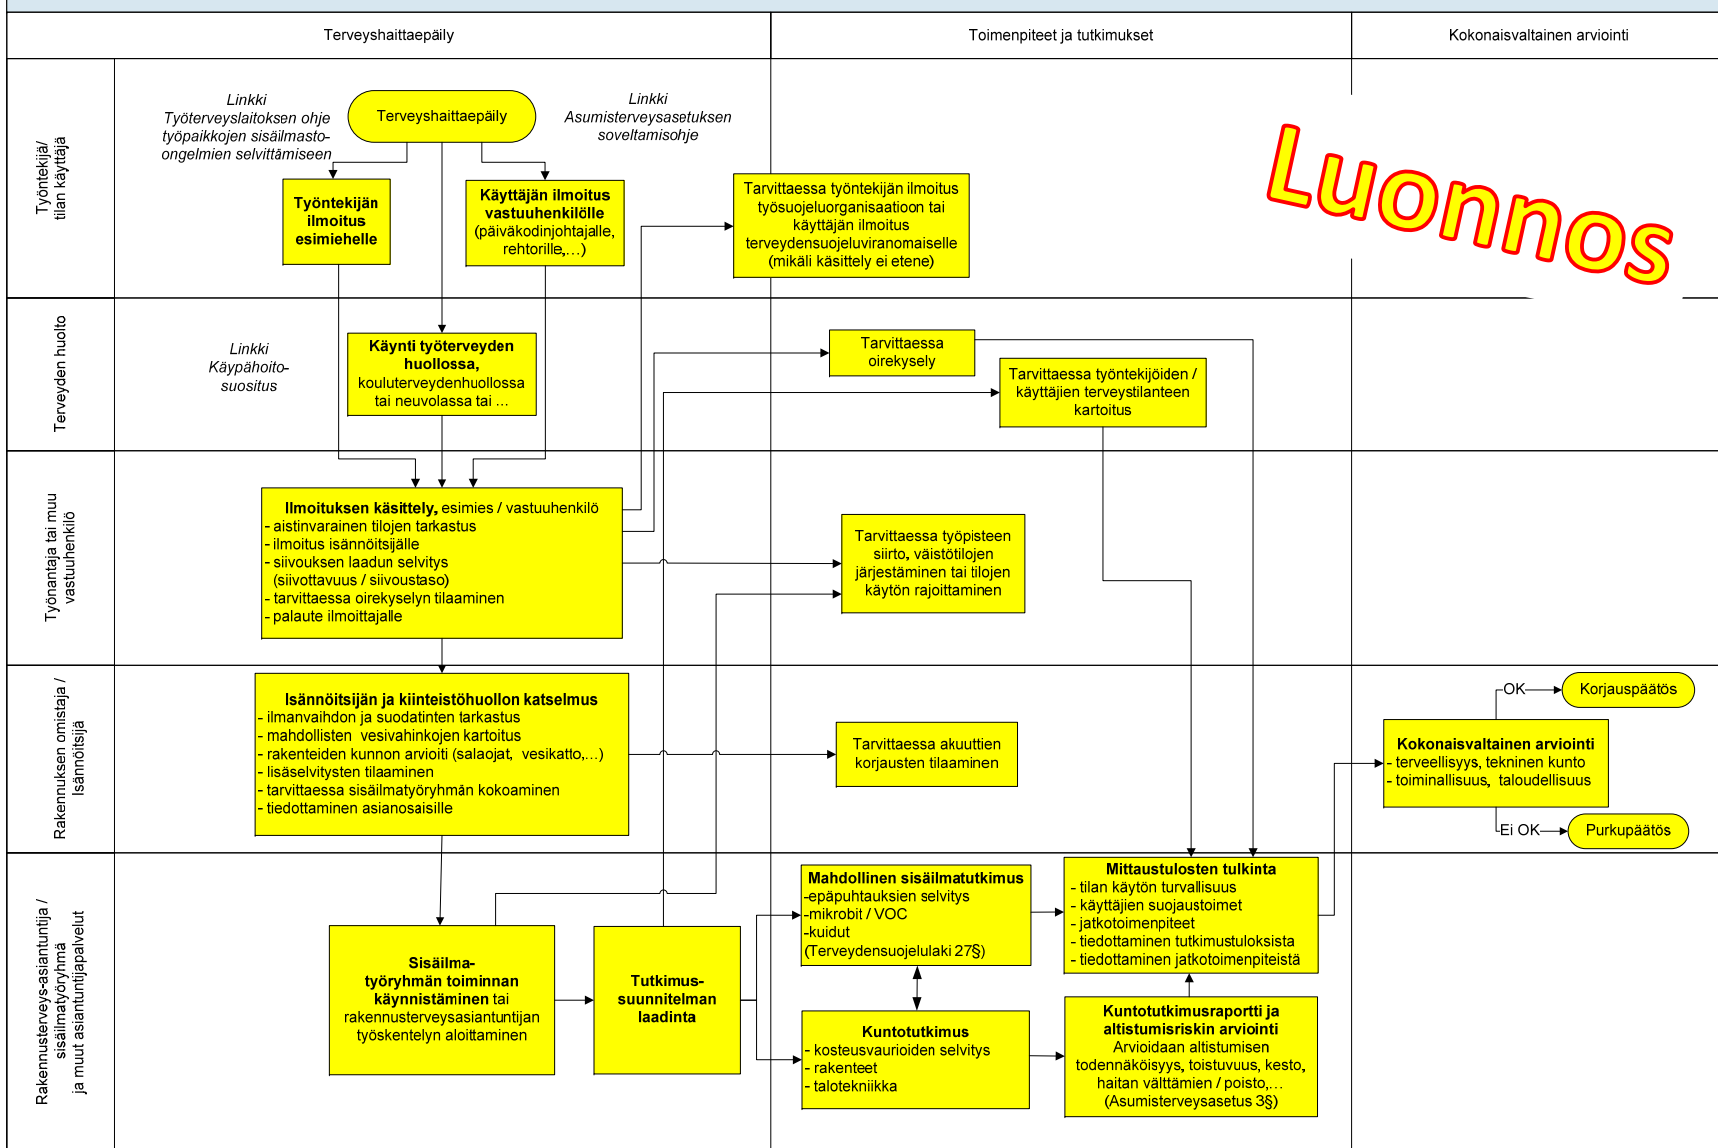 Terveyshaittaepäily
Toimenpiteet ja tutkimukset
Kokonaisvaltainen arviointi
Työntekijä/
tilan käyttäjä
Linkki
Työterveyslaitoksen ohje
työpaikkojen sisäilmasto-
ongelmien selvittämiseen
Terveyshaittaepäily
Linkki
Asumisterveysasetuksen
soveltamisohje
Työntekijän
ilmoitus
esimiehelle
Käyttäjän ilmoitus
vastuuhenkilölle
(päiväkodinjohtajalle,
rehtorille,...)
Tarvittaessa työntekijän ilmoitus
työsuojeluorganisaatioon tai
käyttäjän ilmoitus
terveydensuojeluviranomaiselle
(mikäli käsittely ei etene)
Luonnos
Terveyden huolto
Linkki
Käypähoito-
suositus
Käynti työterveyden
huollossa,
kouluterveydenhuollossa
tai neuvolassa tai ...
Tarvittaessa
oirekysely
Tarvittaessa työntekijöiden /
käyttäjien terveystilanteen
kartoitus
Työnantaja tai muu
vastuuhenkilö
Ilmoituksen käsittely, esimies / vastuuhenkilö
- aistinvarainen tilojen tarkastus
- ilmoitus isännöitsijälle
- siivouksen laadun selvitys
(siivottavuus / siivoustaso)
- tarvittaessa oirekyselyn tilaaminen
- palaute ilmoittajalle
Tarvittaessa työpisteen
siirto, väistötilojen
järjestäminen tai tilojen
käytön rajoittaminen
Rakennuksen omistaja /
Isännöitsijä
Isännöitsijän ja kiinteistöhuollon katselmus
- ilmanvaihdon ja suodatinten tarkastus
- mahdollisten vesivahinkojen kartoitus
- rakenteiden kunnon arvioiti (salaojat, vesikatto,...)
- lisäselvitysten tilaaminen
- tarvittaessa sisäilmatyöryhmän kokoaminen
- tiedottaminen asianosaisille
Tarvittaessa akuuttien
korjausten tilaaminen
OK
Korjauspäätös
Kokonaisvaltainen arviointi
- terveellisyys, tekninen kunto
- toiminallisuus, taloudellisuus
Ei OK
Purkupäätös
Rakennusterveys-asiantuntija /
sisäilmatyöryhmä
ja muut asiantuntijapalvelut
Sisäilma-
työryhmän toiminnan
käynnistäminen tai
rakennusterveysasiantuntijan
työskentelyn aloittaminen
Tutkimus-
suunnitelman
laadinta
Mahdollinen sisäilmatutkimus
-epäpuhtauksien selvitys
-mikrobit / VOC
-kuidut
(Terveydensuojelulaki 27§)
Mittaustulosten tulkinta
- tilan käytön turvallisuus
- käyttäjien suojaustoimet
- jatkotoimenpiteet
- tiedottaminen tutkimustuloksista
- tiedottaminen jatkotoimenpiteistä
Kuntotutkimus
- kosteusvaurioiden selvitys
- rakenteet
- talotekniikka
Kuntotutkimusraportti ja
altistumisriskin arviointi
Arvioidaan altistumisen
todennäköisyys, toistuvuus, kesto,
haitan välttämien / poisto,...
(Asumisterveysasetus 3§)